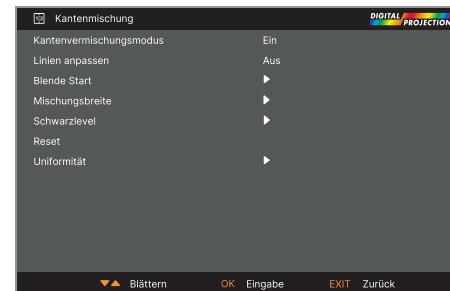 Kantenmischung
DIGITAL PROJECTION
Kantenvermischungsmodus Ein
Linien anpassen Aus
Blende Start
Mischungsbreite
Schwarzlevel
Reset
Uniformität
Blättern OK Eingabe EXIT Zurück